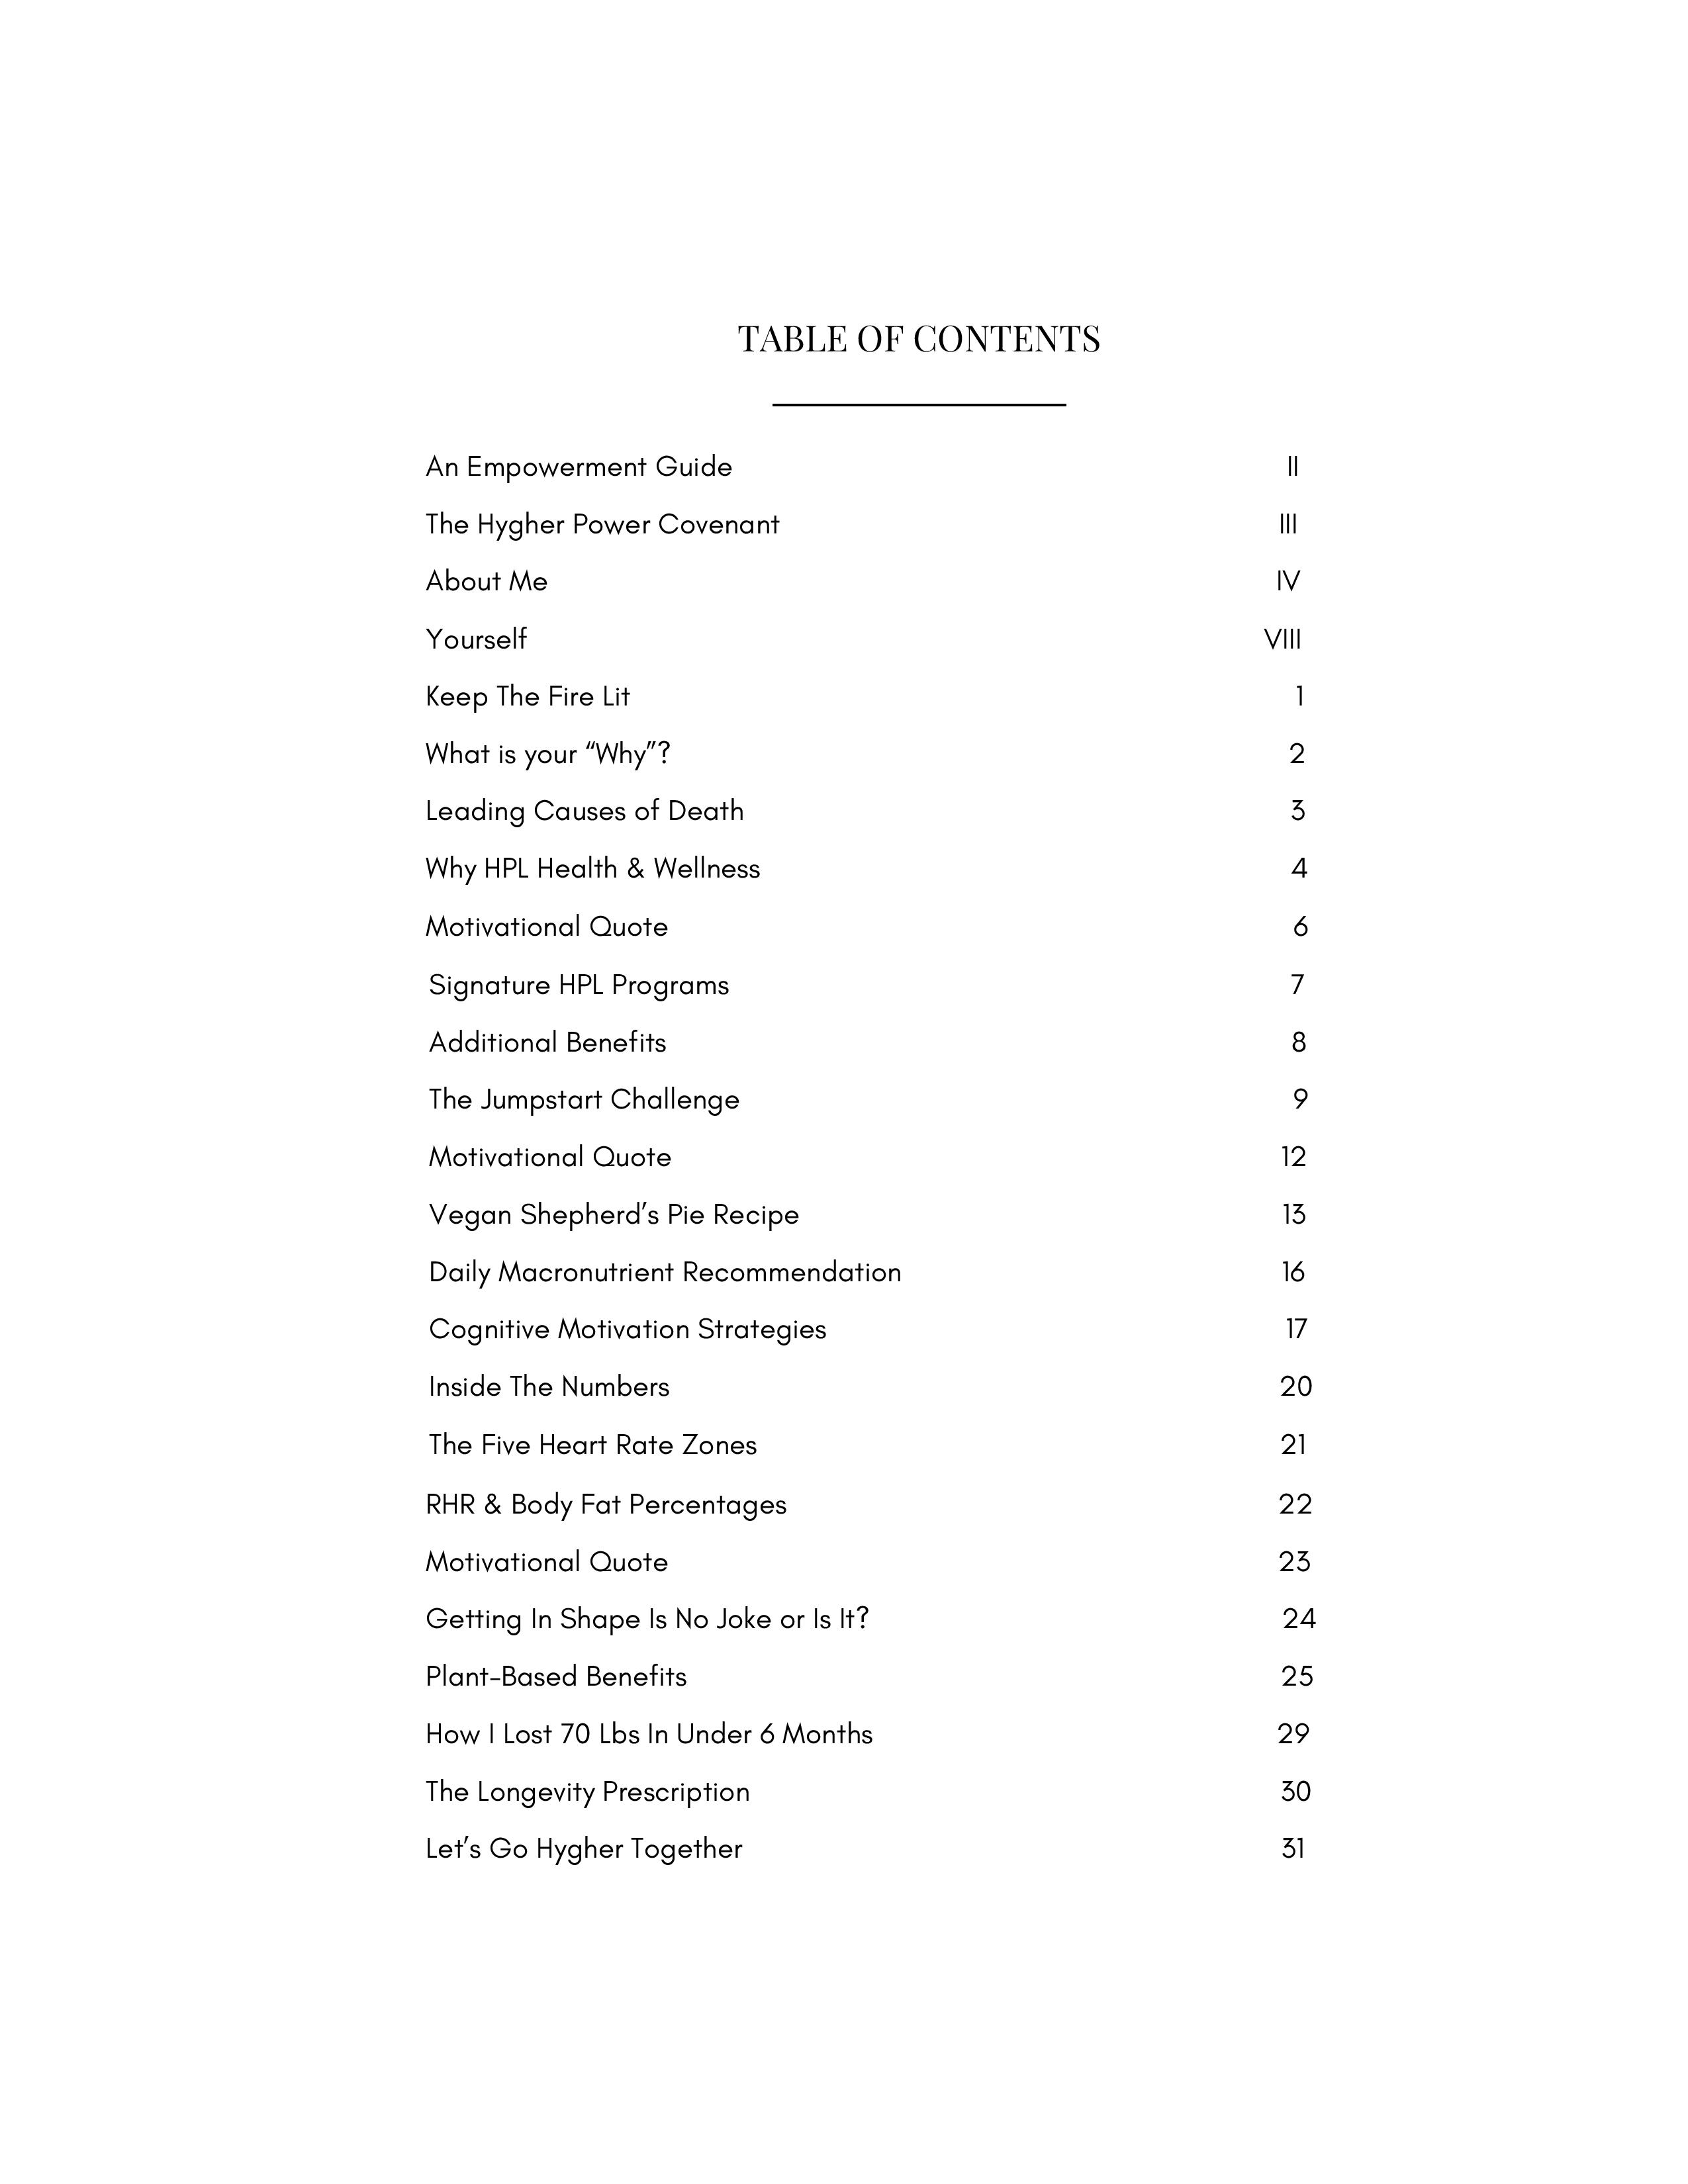 TABLE OF CONTENTS
An Empowerment Guide II
The Hygher Power Covenant III
About Me IV
Yourself VIII
Keep The Fire Lit 1
What is your “Why”? 2
Leading Causes of Death 3
Why HPL Health & Wellness 4
Motivational Quote 6
Signature HPL Programs 7
Additional Benefits 8
The Jumpstart Challenge 9
Motivational Quote 12
Vegan Shepherd’s Pie Recipe 13
Daily Macronutrient Recommendation 16
Cognitive Motivation Strategies 17
Inside The Numbers 20
The Five Heart Rate Zones 21
RHR & Body Fat Percentages 22
Motivational Quote 23
Getting In Shape Is No Joke or Is It? 24
Plant-Based Benefits 25
How I Lost 70 Lbs In Under 6 Months 29
The Longevity Prescription 30
Let’s Go Hygher Together 31